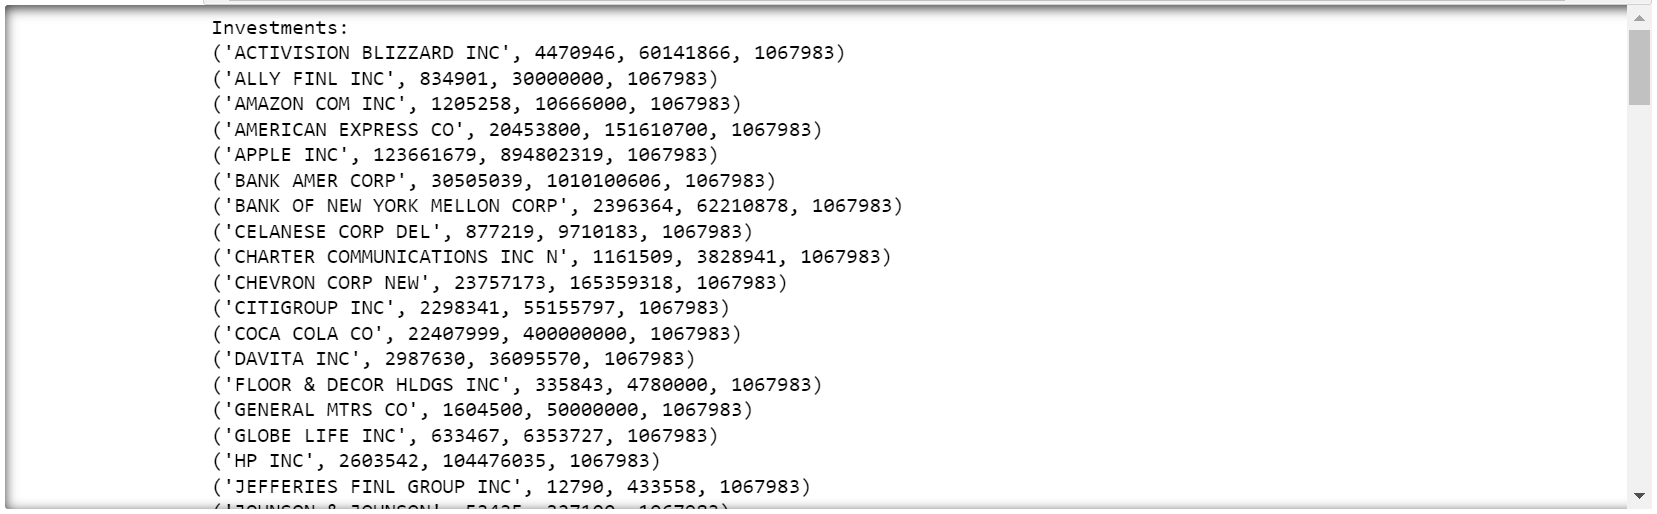 Investments:
('ACTIVISION BLIZZARD INC', 4470946, 60141866, 1067983)
('ALLY FINL INC', 834901, 30000000, 1067983)
('AMAZON COM INC', 1205258, 10666000, 1067983)
('AMERICAN EXPRESS CO', 20453800, 151610700, 1067983)
('APPLE INC', 123661679, 894802319, 1067983)
('BANK AMER CORP', 30505039, 1010100606, 1067983)
('BANK OF NEW YORK MELLON CORP', 2396364, 62210878, 1067983)
('CELANESE CORP DEL', 877219, 9710183, 1067983)
('CHARTER COMMUNICATIONS INC N', 1161509, 3828941, 1067983)
('CHEVRON CORP NEW', 23757173, 165359318, 1067983)
('CITIGROUP INC', 2298341, 55155797, 1067983)
('COCA COLA CO', 22407999, 400000000, 1067983)
('DAVITA INC', 2987630, 36095570, 1067983)
('FLOOR & DECOR HLDGS INC', 335843, 4780000, 1067983)
('GENERAL MTRS CO', 1604500, 50000000, 1067983)
('GLOBE LIFE INC', 633467, 6353727, 1067983)
('HP INC', 2603542, 104476035, 1067983)
('JEFFERIES FINL GROUP INC', 12790, 433558, 1067983)
('JOHNSON & JOHNSON',